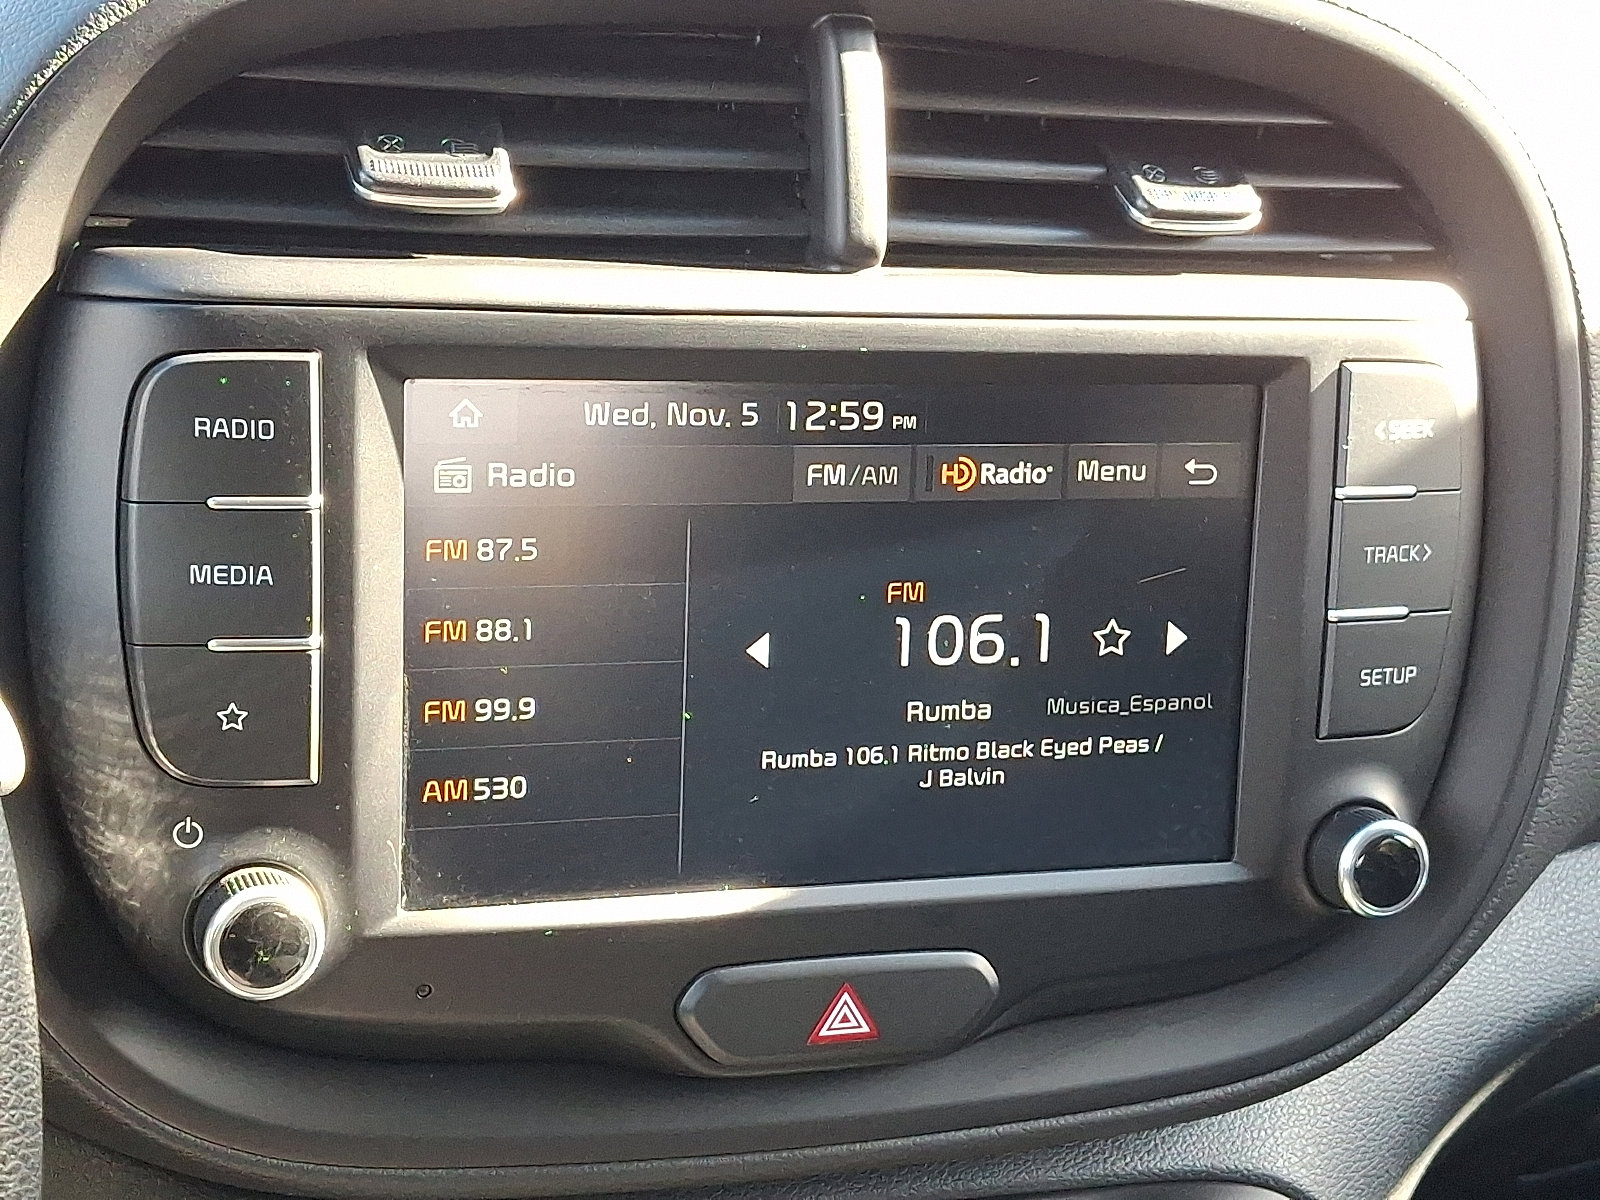 Wed, Nov. 5 12:59 PM
RADIO
<SEEK
Radio FM/AM HD Radio Menu
FM 87.5
MEDIA
TRACK>
FM
FM 88.1
106.1
SETUP
FM 99.9
Rumba Musica_Espanol
Rumba 106.1 Ritmo Black Eyed Peas /
J Balvin
AM 530